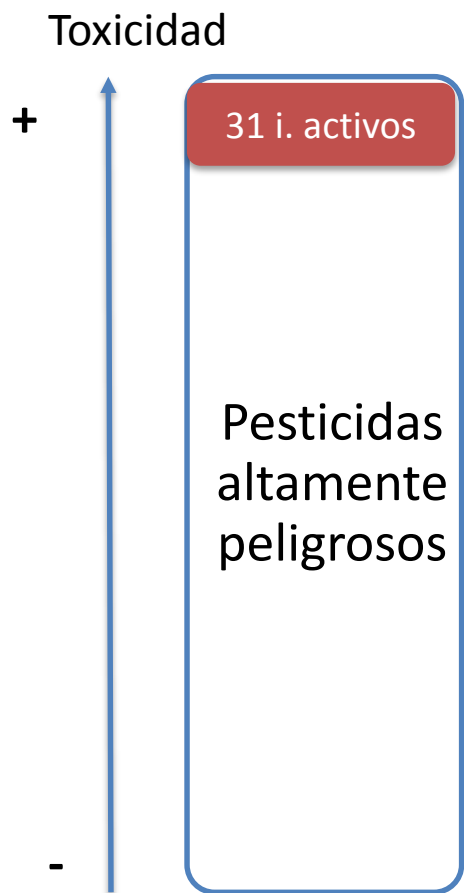 Toxicidad
+
31 i. activos
Pesticidas
altamente
peligrosos
-